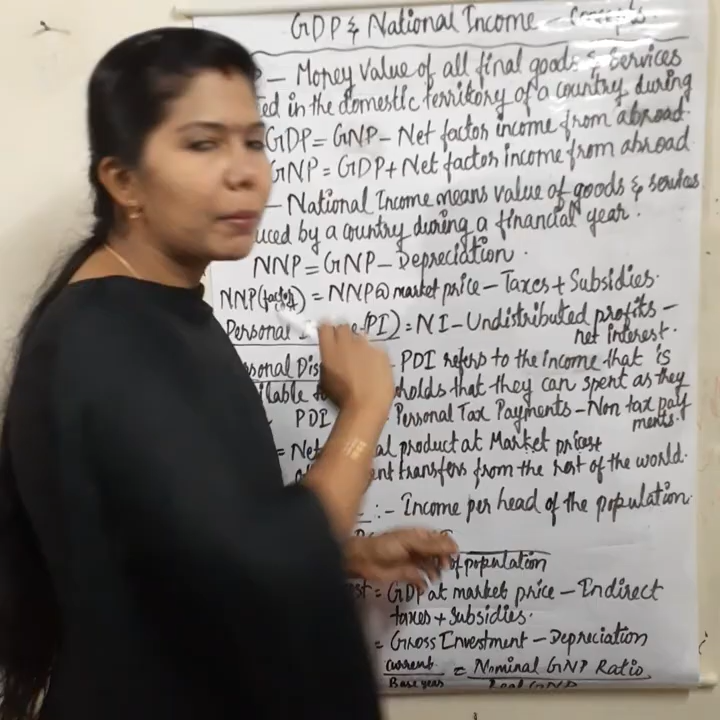 GDP & National Income - Concepts.
- Money value of all final goods & services
in the domestic territory of a country during
GDP = GNP - Net factor income from abroad.
GNP = GDP + Net factor income from abroad
- National Income means value of goods & services
by a country during a financial year.
NNP = GNP - Depreciation.
NNP (factor) = NNP@ market price - Taxes + Subsidies.
Personal (PI) = NI - Undistributed profits -
net interest.
PDI refers to the income that is
that they can spent as they
PDI Personal Tax Payments - Non tax pay
ments.
= product at Market prices +
transfers from the rest of the world.
:- Income per head of the population
of population
= GDP at market price - Indirect
taxes + Subsidies.
= Gross Investment - Depreciation
Current = Nominal GNP Ratio
Base year Real GNP